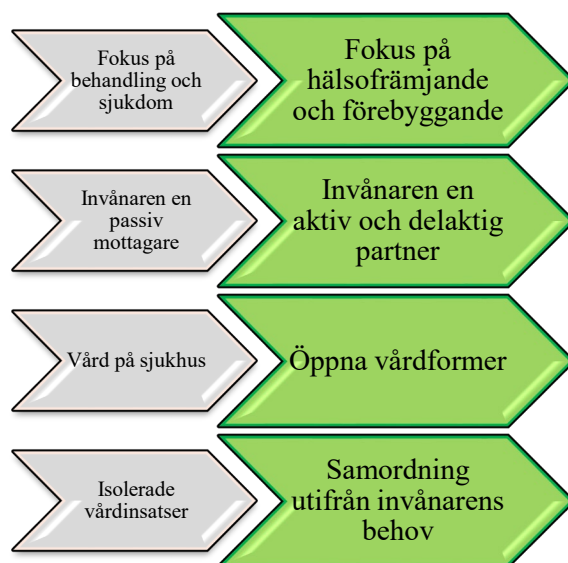 Fokus på
behandling och
sjukdom
Fokus på
hälsofrämjande
och förebyggande
Invånaren en
passiv
mottagare
Invånaren en
aktiv och delaktig
partner
Vård på sjukhus
Öppna vårdformer
Isolerade
vårdinsatser
Samordning
utifrån invånarens
behov